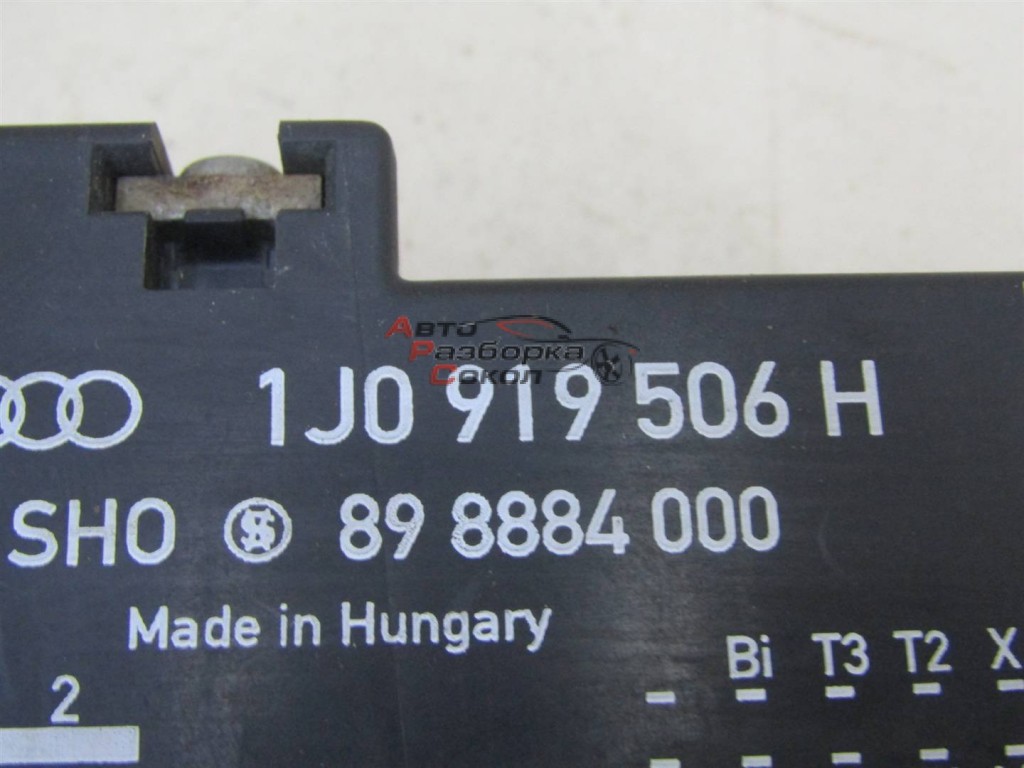 Авто
Разборка
Сокол
1J0 919 506 H
SHO 89 8884 000
Made in Hungary
Bi T3 T2 X
2